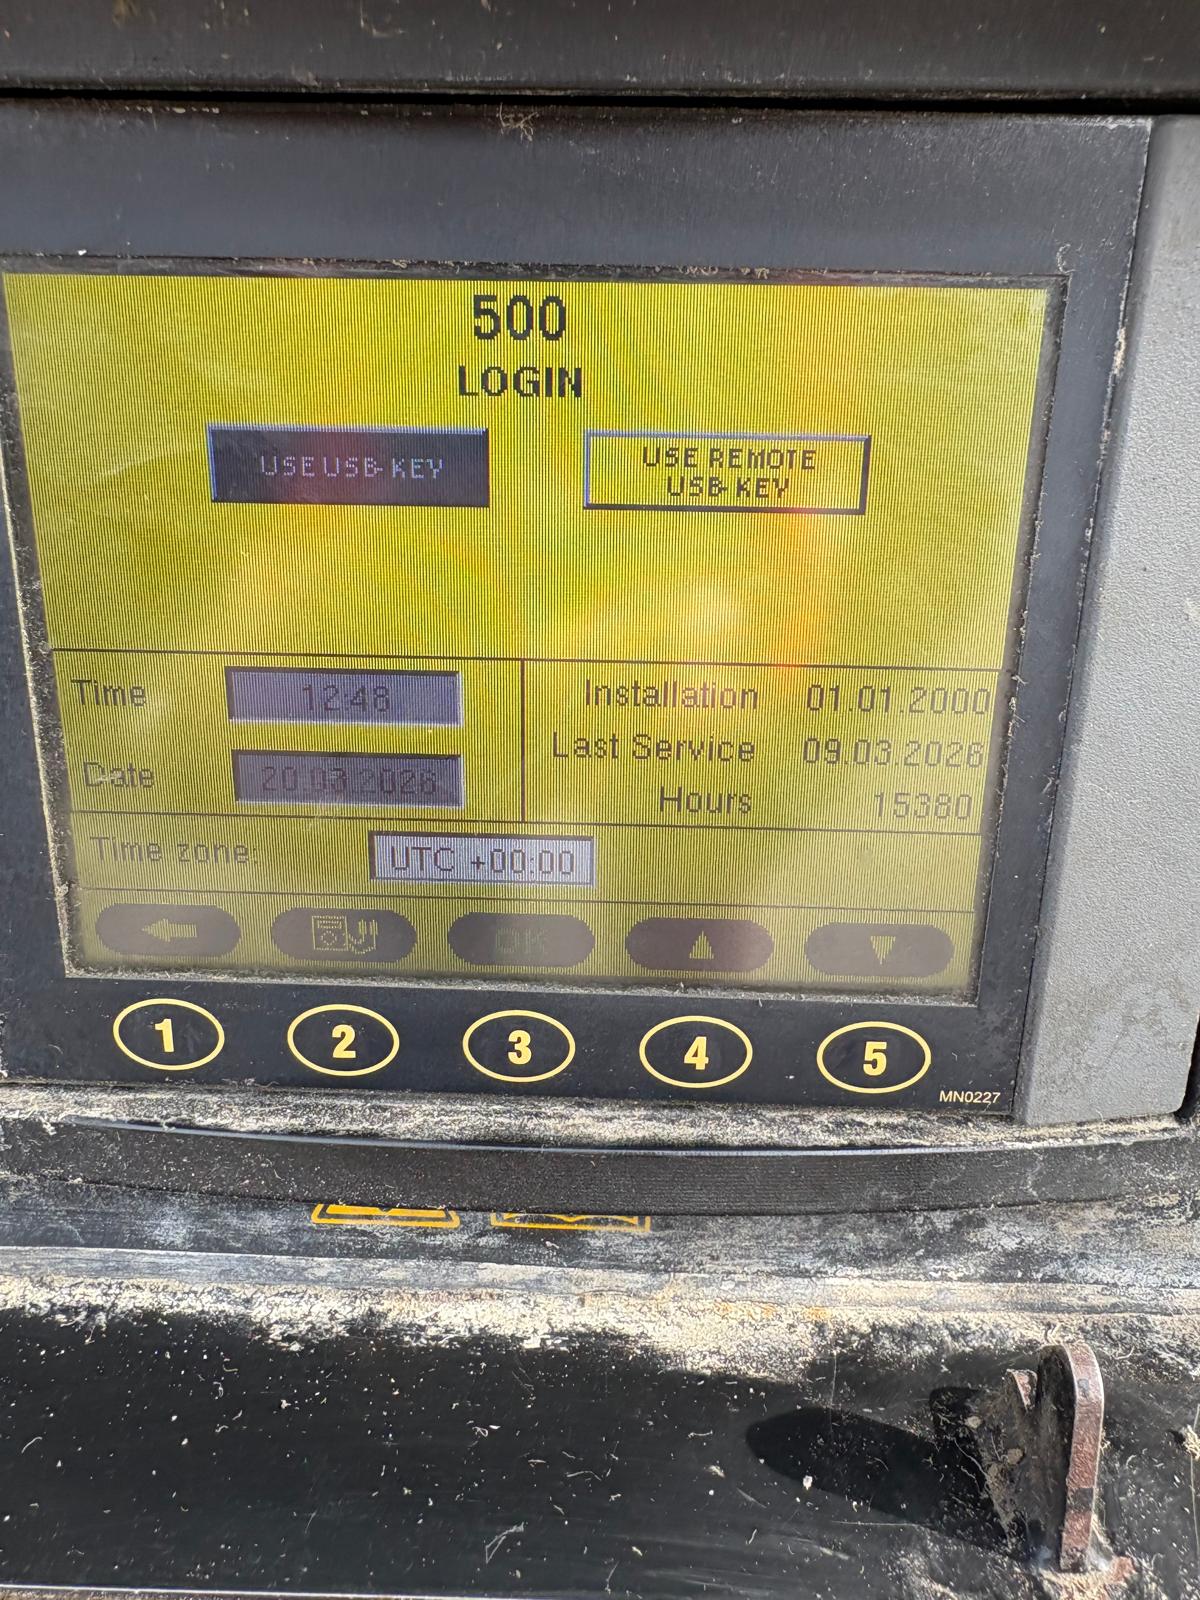 500
LOGIN
USE USB-KEY
USE REMOTE
USB-KEY
Time 12:48
Date 20.03.2026
Installation 01.01.2000
Last Service 09.03.2026
Hours 15380
Time zone: UTC +00:00
OK
1 2 3 4 5
MN0227